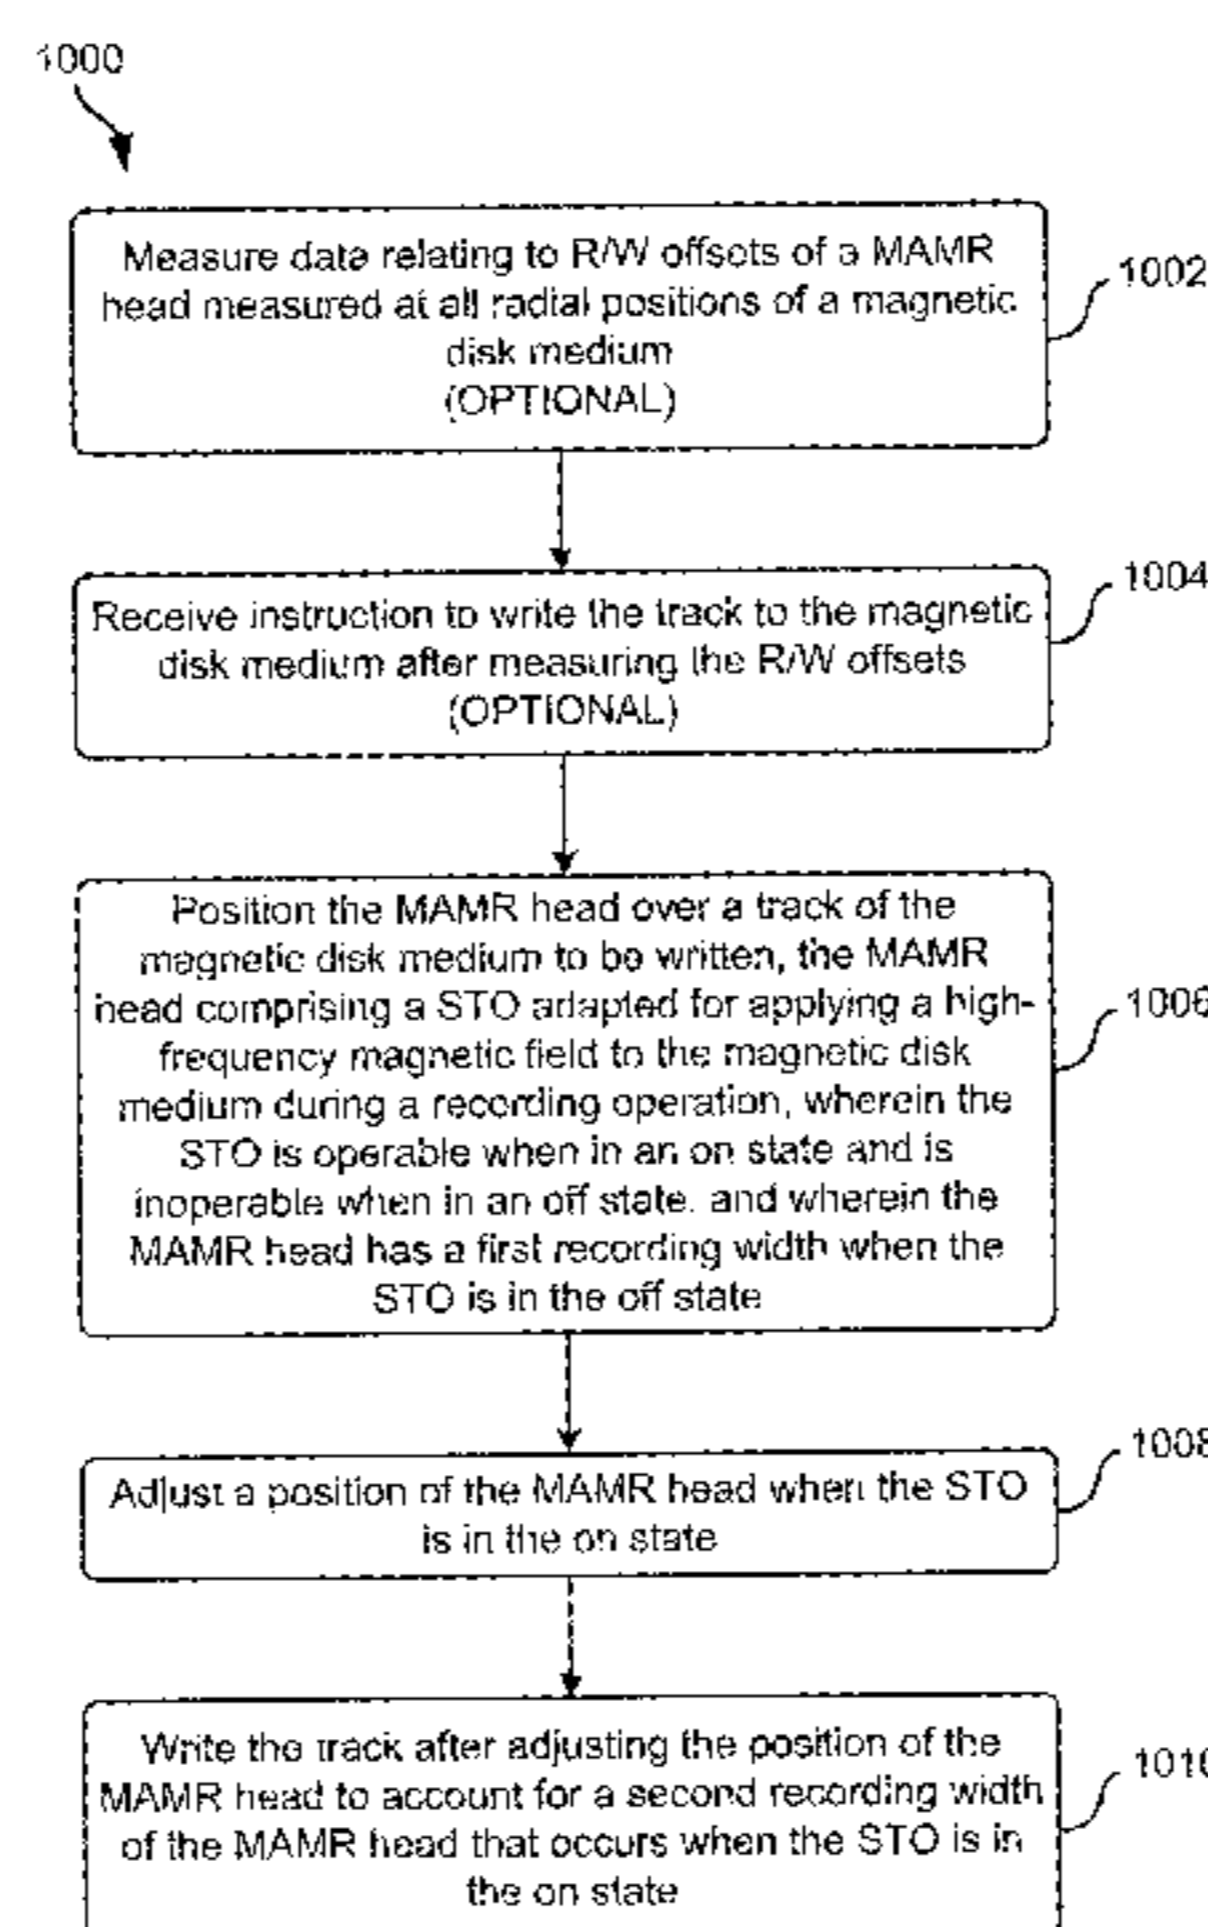 1000
Measure data relating to R/W offsets of a MAMR
head measured at all radial positions of a magnetic
disk medium
(OPTIONAL)
1002
Receive instruction to write the track to the magnetic
disk medium after measuring the R/W offsets
(OPTIONAL)
1004
Position the MAMR head over a track of the
magnetic disk medium to be written, the MAMR
head comprising a STO adapted for applying a high-
frequency magnetic field to the magnetic disk
medium during a recording operation, wherein the
STO is operable when in an on state and is
inoperable when in an off state. and wherein the
MAMR head has a first recording width when the
STO is in the off state
1006
Adjust a position of the MAMR head when the STO
is in the on state
1008
Write the track after adjusting the position of the
MAMR head to account for a second recording width
of the MAMR head that occurs when the STO is in
the on state
1010